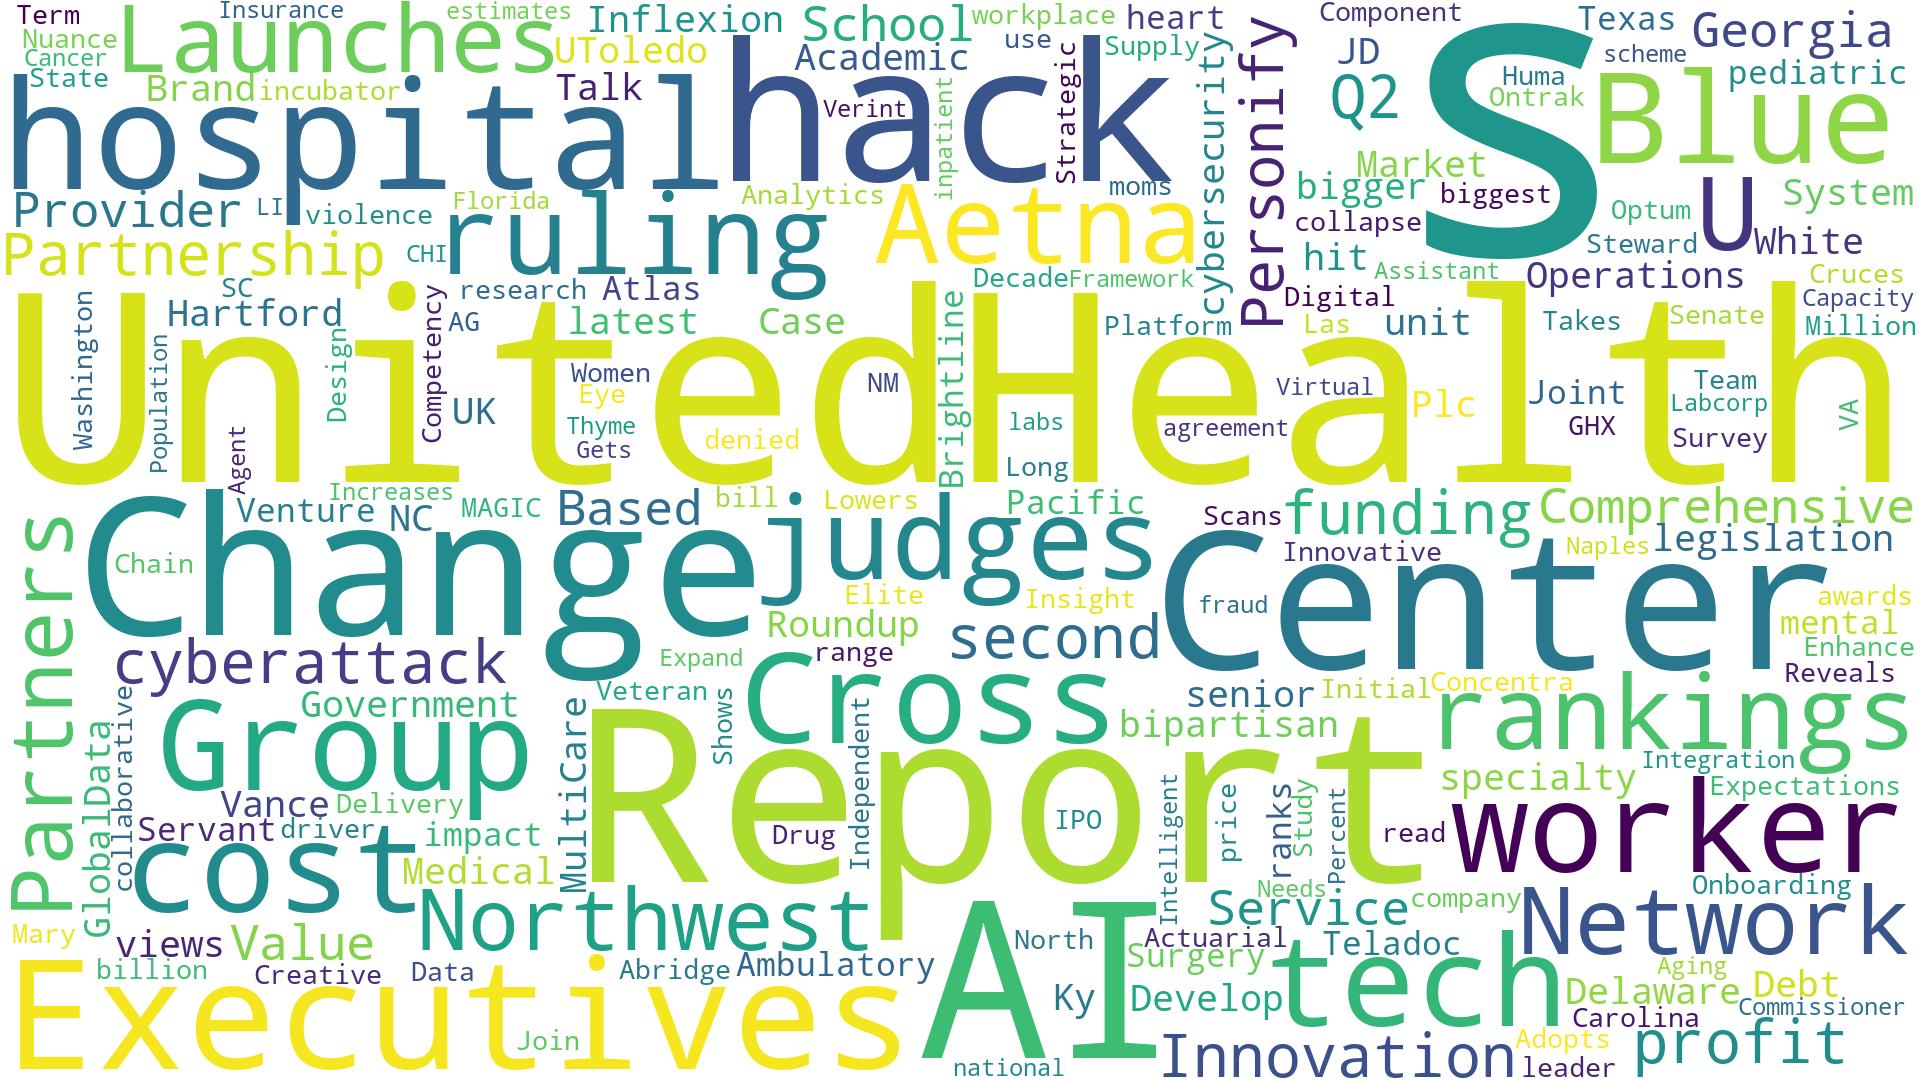 Term
Nuance
Cancer
State
Launches
Insurance
estimates
Inflexion
School
workplace
heart
Component
Texas
Georgia
Brand
incubator
UToledo
Talk
Academic
use
Supply
JD
scheme
Huma
Ontrak
pediatric
hospital
hack
Verint
inpatient
Strategic
cybersecurity
Personify
Q2
S
Blue
Market
Provider
LI
violence
Florida
ruling
Analytics
Aetna
moms
bigger
biggest
collapse
Optum
U
System
Partnership
CHI
Decade
Framework
hit
Assistant
Steward
White
Operations
Cruces
Washington
SC
Hartford
research
Atlas
AG
latest
Case
Platform
Digital
Las
unit
Takes
Senate
Capacity
Million
UnitedHealth
Population
Design
Competency
UK
Women
Eye
Thyme
Gets
denied
NM
Brightline
labs
Long
agreement
Virtual
Plc
Joint
GHX
Team
Labcorp
Survey
VA
Agent
Increases
Venture
NC
MAGIC
Based
bill
Lowers
Pacific
Scans
funding
Comprehensive
Partners
Change
Chain
judges
Elite
Insight
Center
Innovative
Naples
legislation
fraud
awards
mental
Enhance
Reveals
cyberattack
Roundup
second
Expand
range
Veteran
Shows
Cross
senior
Initial
Concentra
bipartisan
rankings
Government
Group
collaborative
GlobalData
MultiCare
Report
Independent
Integration
specialty
Expectations
Vance
Delivery
Servant
driver
impact
cost
Medical
Drug
IPO
Intelligent
price
ranks
Study
Percent
read
worker
Mary
views
Value
Northwest
Needs
Service
company
Onboarding
Network
billion
Creative
Data
Abridge
Ambulatory
AI
North
Actuarial
Surgery
Teladoc
tech
Aging
Debt
Executives
Join
Ky
Develop
Delaware
Commissioner
Carolina
national
Innovation
Adopts
leader
profit